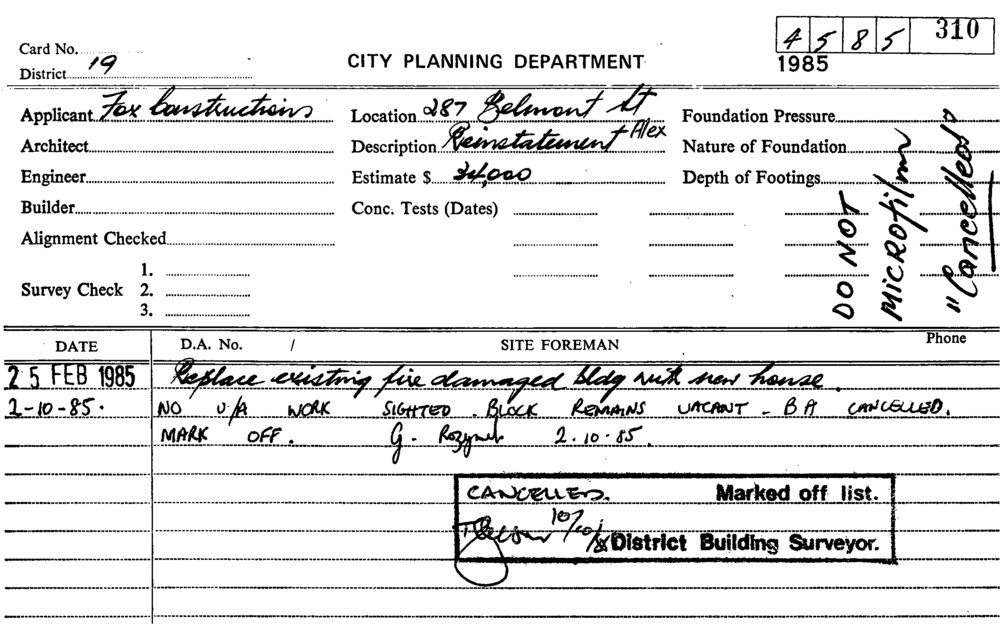 Card No.
4 5 8 5 310
CITY PLANNING DEPARTMENT
1985
District 19
Applicant Fox Constructions
Location 287 Belmont St Alex
Foundation Pressure
Architect
Description Reinstatement
Nature of Foundation
Engineer
Estimate $ 34,000
Depth of Footings
Builder
Conc. Tests (Dates)
Alignment Checked
Survey Check 1.
2.
3.
DO NOT
MICROfilm
"Cancelled"
DATE D.A. No. / SITE FOREMAN Phone
25 FEB 1985 Replace existing fire damaged bldg with new house.
2-10-85. NO U/A WORK SIGHTED. BLOCK REMAINS VACANT - BA CANCELLED.
MARK OFF. G. 2.10.85.
CANCELLED. Marked off list.
10/10/8 District Building Surveyor.